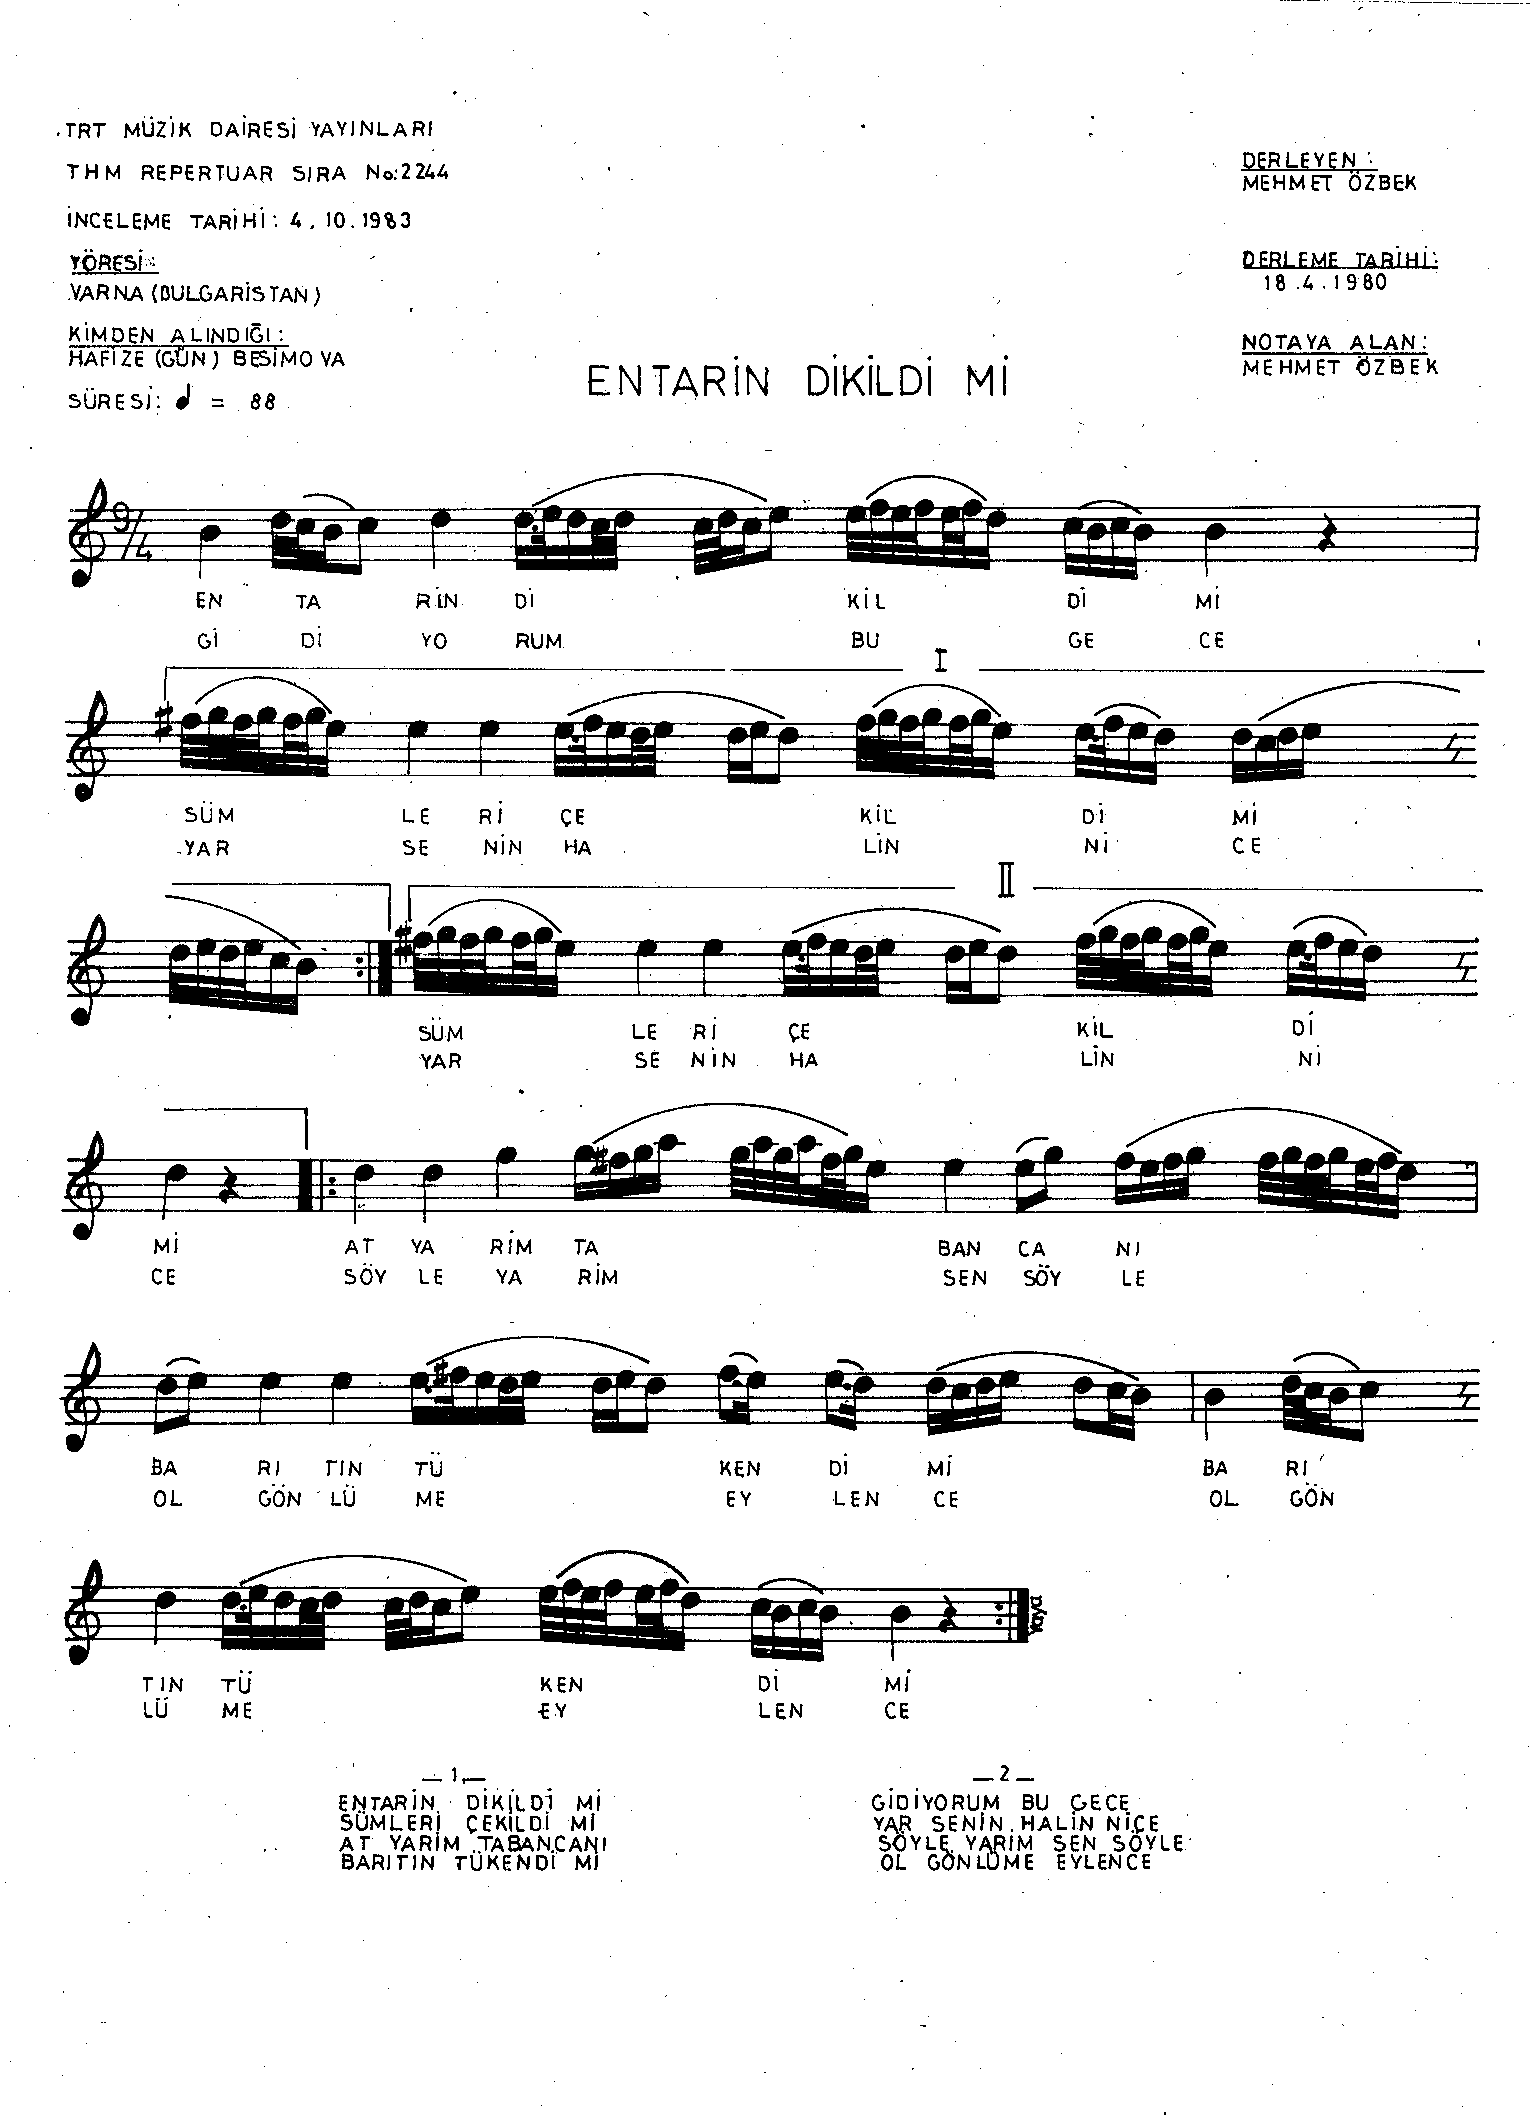 TRT MÜZİK DAİRESİ YAYINLARI
THM REPERTUAR SIRA No:2244
İNCELEME TARİHİ: 4.10.1983
YÖRESİ:
VARNA (BULGARİSTAN)
KİMDEN ALINDIĞI:
HAFİZE (GÜN) BESİMOVA
SÜRESİ: ♩ = 88
DERLEYEN:
MEHMET ÖZBEK
DERLEME TARİHİ:
18.4.1980
NOTAYA ALAN:
MEHMET ÖZBEK
ENTARİN DİKİLDİ Mİ
9/4
EN TA RİN Dİ KİL Dİ Mİ
Gİ Dİ YO RUM BU GE CE
I
SÜM LE Rİ ÇE KİL Dİ Mİ
YAR SE NİN HA LİN Nİ CE
II
SÜM LE Rİ ÇE KİL Dİ
YAR SE NİN HA LİN Nİ
Mİ AT YA RİM TA BAN CA NI
CE SÖY LE YA RİM SEN SÖY LE
BA RI TIN TÜ KEN Dİ Mİ BA RI
OL GÖN LÜ ME EY LEN CE OL GÖN
Yaya
TIN TÜ KEN Dİ Mİ
LÜ ME EY LEN CE
_1_
ENTARİN DİKİLDİ Mİ
SÜMLERİ ÇEKİLDİ Mİ
AT YARİM TABANCANI
BARITIN TÜKENDİ Mİ
_2_
GİDİYORUM BU GECE
YAR SENİN HALİN NİCE
SÖYLE YARİM SEN SÖYLE
OL GÖNLÜME EYLENCE